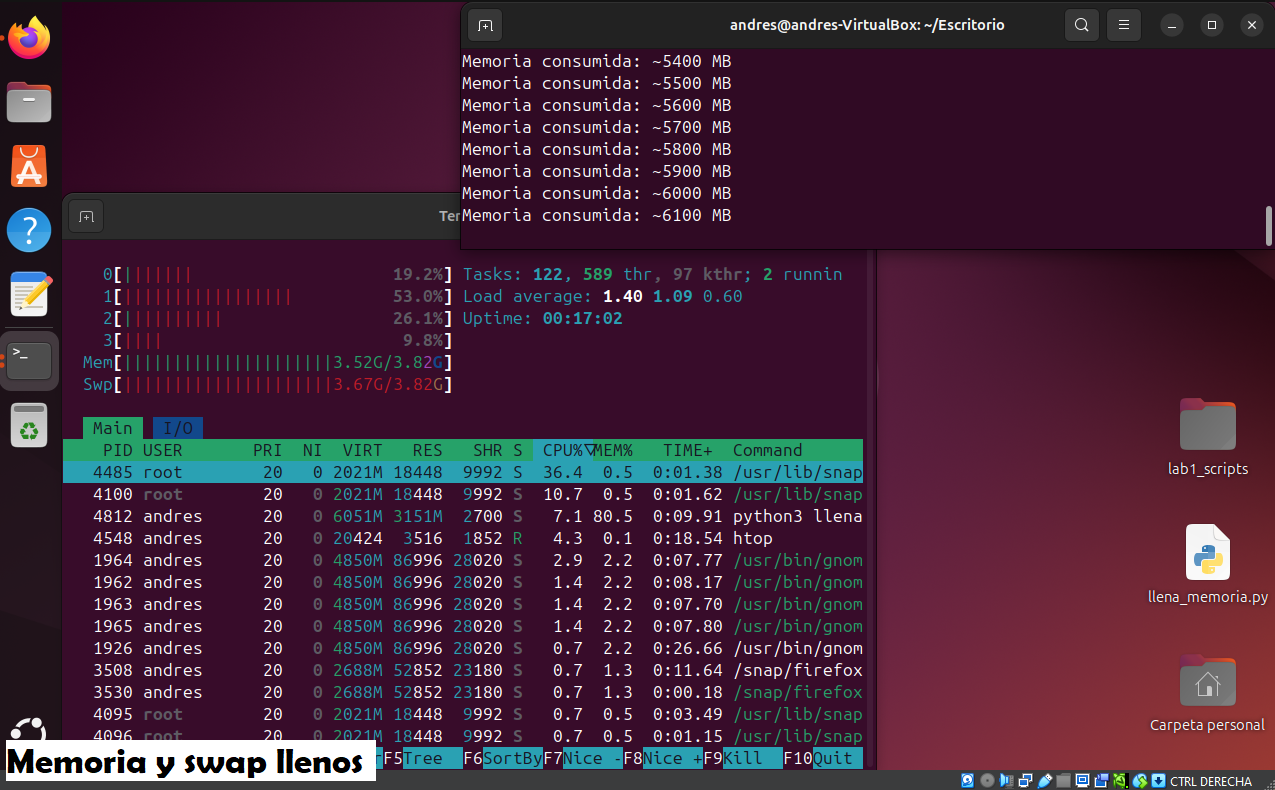 andres@andres-VirtualBox: ~/Escritorio
Memoria consumida: ~5400 MB
Memoria consumida: ~5500 MB
Memoria consumida: ~5600 MB
Memoria consumida: ~5700 MB
Memoria consumida: ~5800 MB
Memoria consumida: ~5900 MB
Memoria consumida: ~6000 MB
Memoria consumida: ~6100 MB
Ter
0[||||||| 19.2%] Tasks: 122, 589 thr, 97 kthr; 2 runnin
1[||||||||||||||||| 53.0%] Load average: 1.40 1.09 0.60
2[|||||||||| 26.1%] Uptime: 00:17:02
3[|||| 9.8%]
Mem[|||||||||||||||||||||3.52G/3.82G]
Swp[|||||||||||||||||||||3.67G/3.82G]
Main I/O
PID USER PRI NI VIRT RES SHR S CPU%▽MEM% TIME+ Command
4485 root 20 0 2021M 18448 9992 S 36.4 0.5 0:01.38 /usr/lib/snap
4100 root 20 0 2021M 18448 9992 S 10.7 0.5 0:01.62 /usr/lib/snap
4812 andres 20 0 6051M 3151M 2700 S 7.1 80.5 0:09.91 python3 llena
4548 andres 20 0 20424 3516 1852 R 4.3 0.1 0:18.54 htop
1964 andres 20 0 4850M 86996 28020 S 2.9 2.2 0:07.77 /usr/bin/gnom
1962 andres 20 0 4850M 86996 28020 S 1.4 2.2 0:08.17 /usr/bin/gnom
1963 andres 20 0 4850M 86996 28020 S 1.4 2.2 0:07.70 /usr/bin/gnom
1965 andres 20 0 4850M 86996 28020 S 1.4 2.2 0:07.80 /usr/bin/gnom
1926 andres 20 0 4850M 86996 28020 S 0.7 2.2 0:26.66 /usr/bin/gnom
3508 andres 20 0 2688M 52852 23180 S 0.7 1.3 0:11.64 /snap/firefox
3530 andres 20 0 2688M 52852 23180 S 0.7 1.3 0:00.18 /snap/firefox
4095 root 20 0 2021M 18448 9992 S 0.7 0.5 0:03.49 /usr/lib/snap
4096 root 20 0 2021M 18448 9992 S 0.7 0.5 0:01.15 /usr/lib/snap
F5Tree F6SortByF7Nice -F8Nice +F9Kill F10Quit
lab1_scripts
llena_memoria.py
Carpeta personal
Memoria y swap llenos
CTRL DERECHA